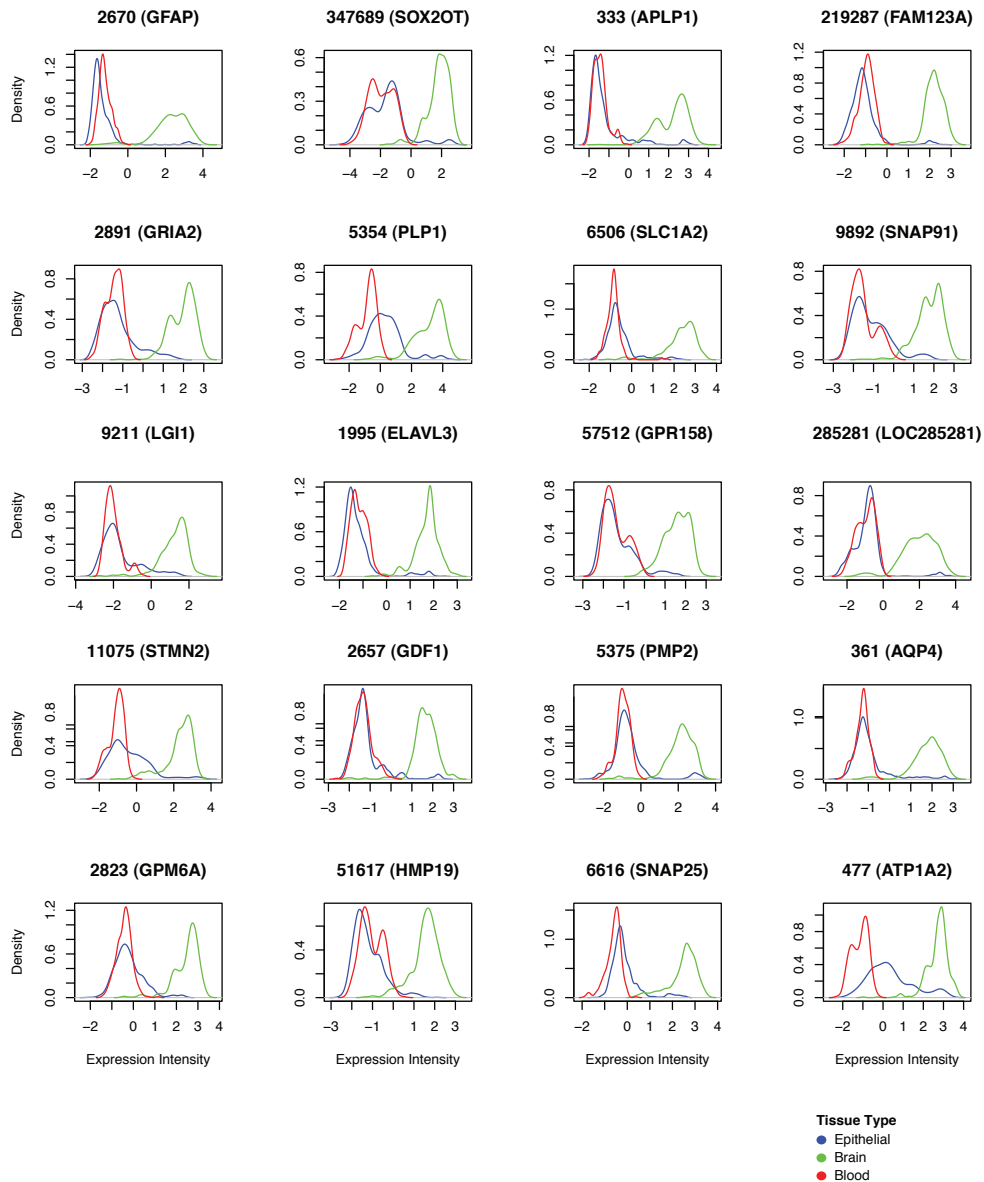 2670 (GFAP) 347689 (SOX2OT) 333 (APLP1) 219287 (FAM123A)
Density
0.0 0.6 1.2 0.0 0.3 0.6 0.0 0.6 1.2 0.0 0.4 0.8 1.2
−2 0 2 4 −4 −2 0 2 −2 −1 0 1 2 3 4 −2 0 1 2 3 4
2891 (GRIA2) 5354 (PLP1) 6506 (SLC1A2) 9892 (SNAP91)
Density
0.0 0.4 0.8 0.0 0.4 0.8 0.0 1.0 0.0 0.4 0.8
−3 −1 1 2 3 −2 0 2 4 −2 0 1 2 3 4 −3 −1 1 2 3
9211 (LGI1) 1995 (ELAVL3) 57512 (GPR158) 285281 (LOC285281)
Density
0.0 0.4 0.8 0.0 0.6 1.2 0.0 0.4 0.8 0.0 0.4 0.8
−4 −2 0 2 −2 0 1 2 3 −3 −1 1 2 3 −2 0 2 4
11075 (STMN2) 2657 (GDF1) 5375 (PMP2) 361 (AQP4)
Density
0.0 0.4 0.8 0.0 0.4 0.8 0.0 0.4 0.8 0.0 1.0
−2 0 2 4 −3 −1 1 2 3 −2 0 2 4 −3 −1 1 2 3
2823 (GPM6A) 51617 (HMP19) 6616 (SNAP25) 477 (ATP1A2)
Density
0.0 0.6 1.2 0.0 0.4 0.0 1.0 0.0 0.4 0.8
−2 0 1 2 3 4 −3 −1 1 2 3 −2 0 1 2 3 4 −2 0 1 2 3 4
Expression Intensity Expression Intensity Expression Intensity Expression Intensity
Tissue Type
Epithelial
Brain
Blood